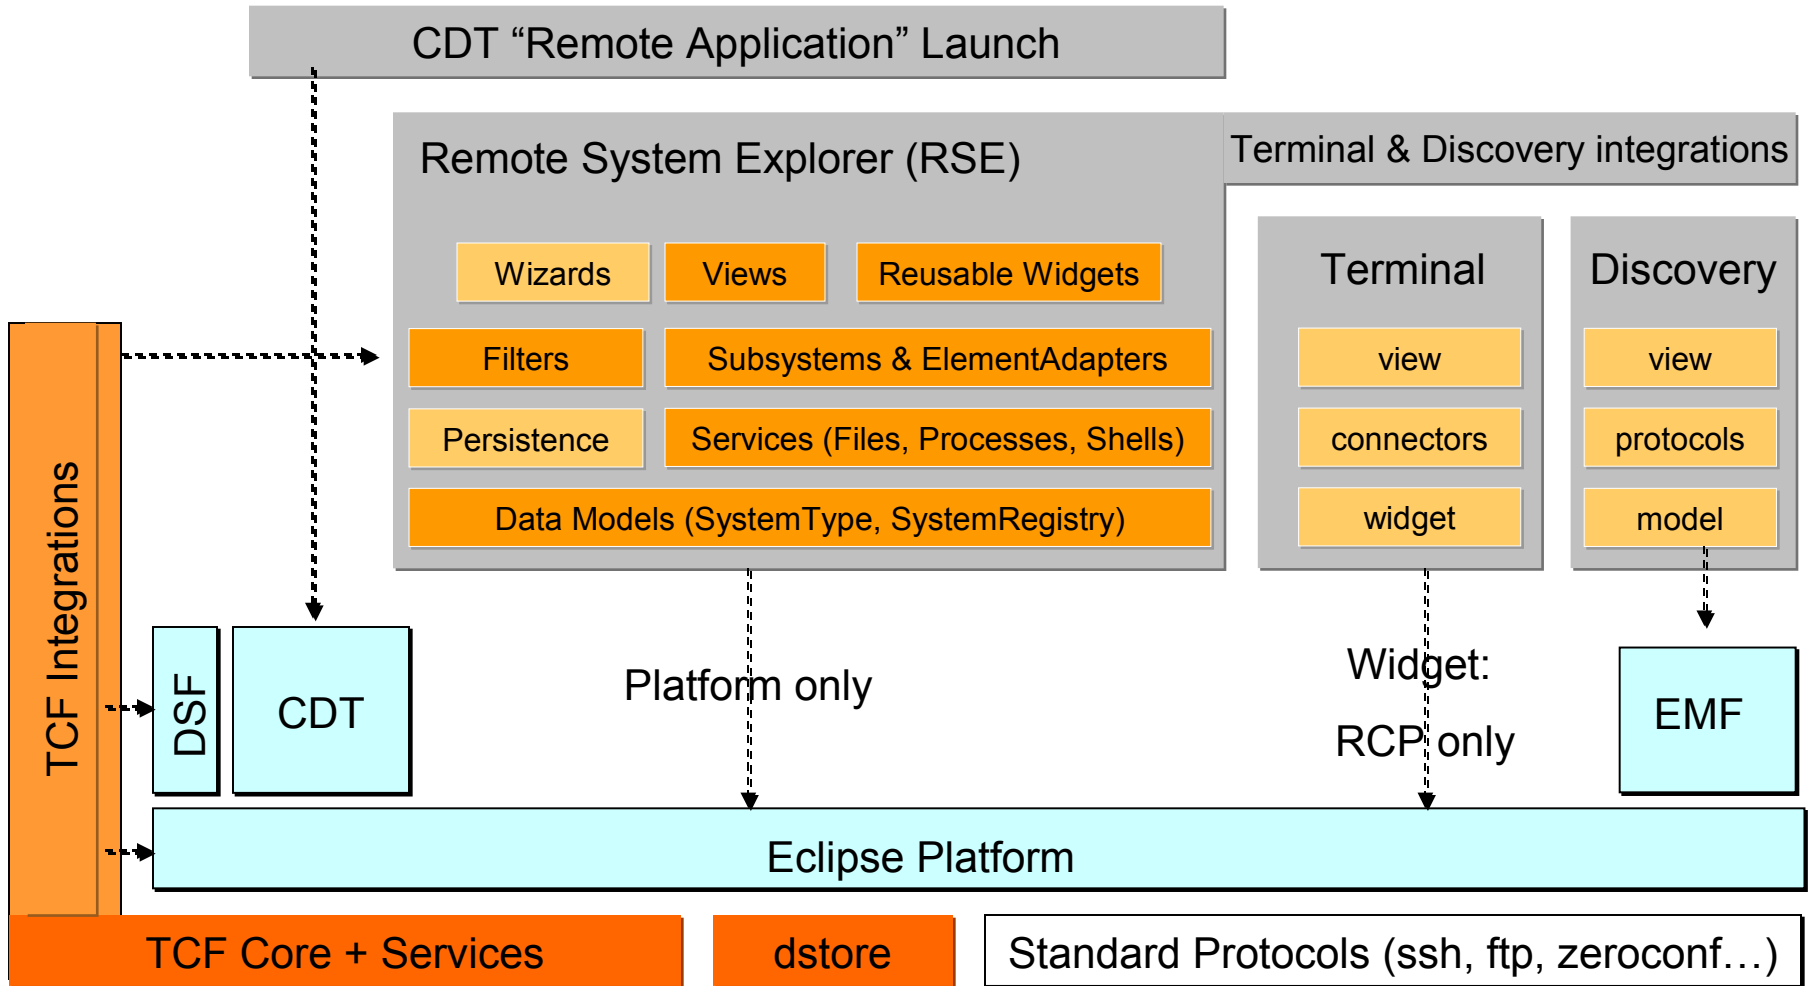 CDT “Remote Application” Launch
Remote System Explorer (RSE)
Terminal & Discovery integrations
Wizards
Views
Reusable Widgets
Filters
Subsystems & ElementAdapters
Persistence
Services (Files, Processes, Shells)
Data Models (SystemType, SystemRegistry)
Terminal
view
connectors
widget
Discovery
view
protocols
model
TCF Integrations
DSF
CDT
Platform only
Widget:
RCP only
EMF
Eclipse Platform
TCF Core + Services
dstore
Standard Protocols (ssh, ftp, zeroconf…)